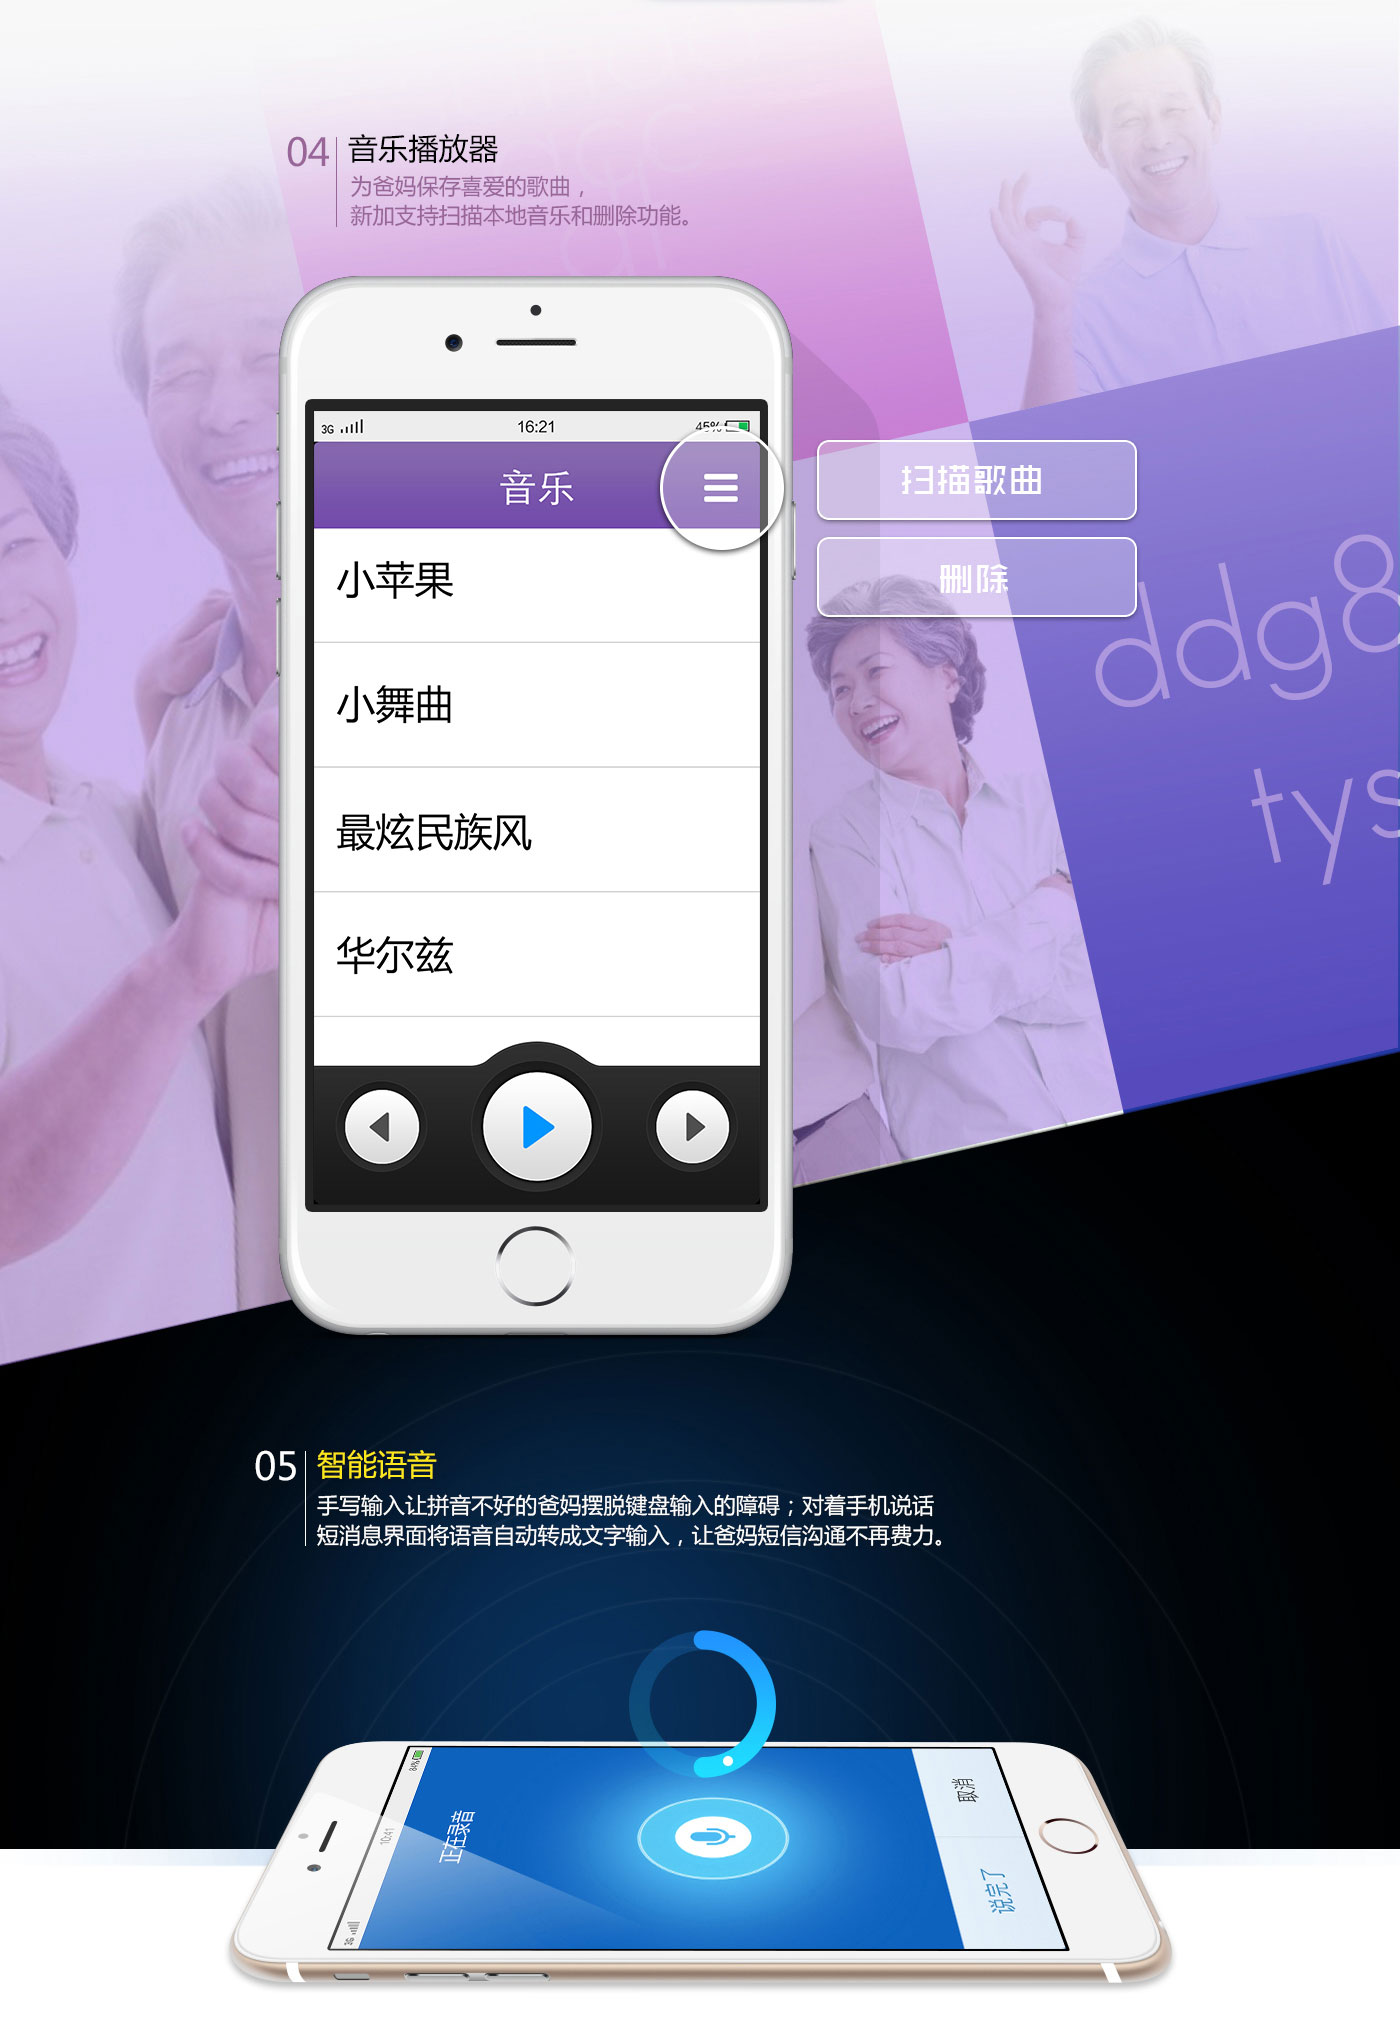 04
音乐播放器
为爸妈保存喜爱的歌曲，
新加支持扫描本地音乐和删除功能。
3G
16:21
45%
音乐
扫描歌曲
删除
小苹果
小舞曲
最炫民族风
华尔兹
ddg8
tys
05
智能语音
手写输入让拼音不好的爸妈摆脱键盘输入的障碍；对着手机说话
短消息界面将语音自动转成文字输入，让爸妈短信沟通不再费力。
3G
10:41
正在录音
取消
说完了